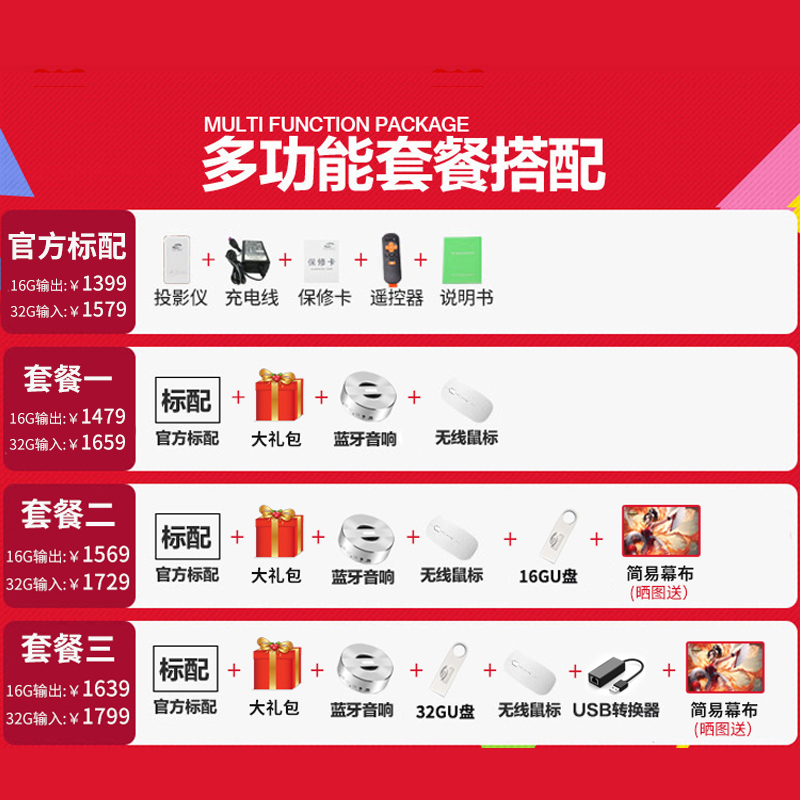 MULTI FUNCTION PACKAGE
多功能套餐搭配
官方标配
16G输出:￥1399
32G输入:￥1579
保修卡
投影仪 + 充电线 + 保修卡 + 遥控器 + 说明书
套餐一
16G输出:￥1479
32G输入:￥1659
标配
官方标配 + 大礼包 + 蓝牙音响 + 无线鼠标
套餐二
16G输出:￥1569
32G输入:￥1729
标配
官方标配 + 大礼包 + 蓝牙音响 + 无线鼠标 + 16GU盘 + 简易幕布
(晒图送)
套餐三
16G输出:￥1639
32G输入:￥1799
标配
官方标配 + 大礼包 + 蓝牙音响 + 32GU盘 + 无线鼠标 + USB转换器 + 简易幕布
(晒图送)